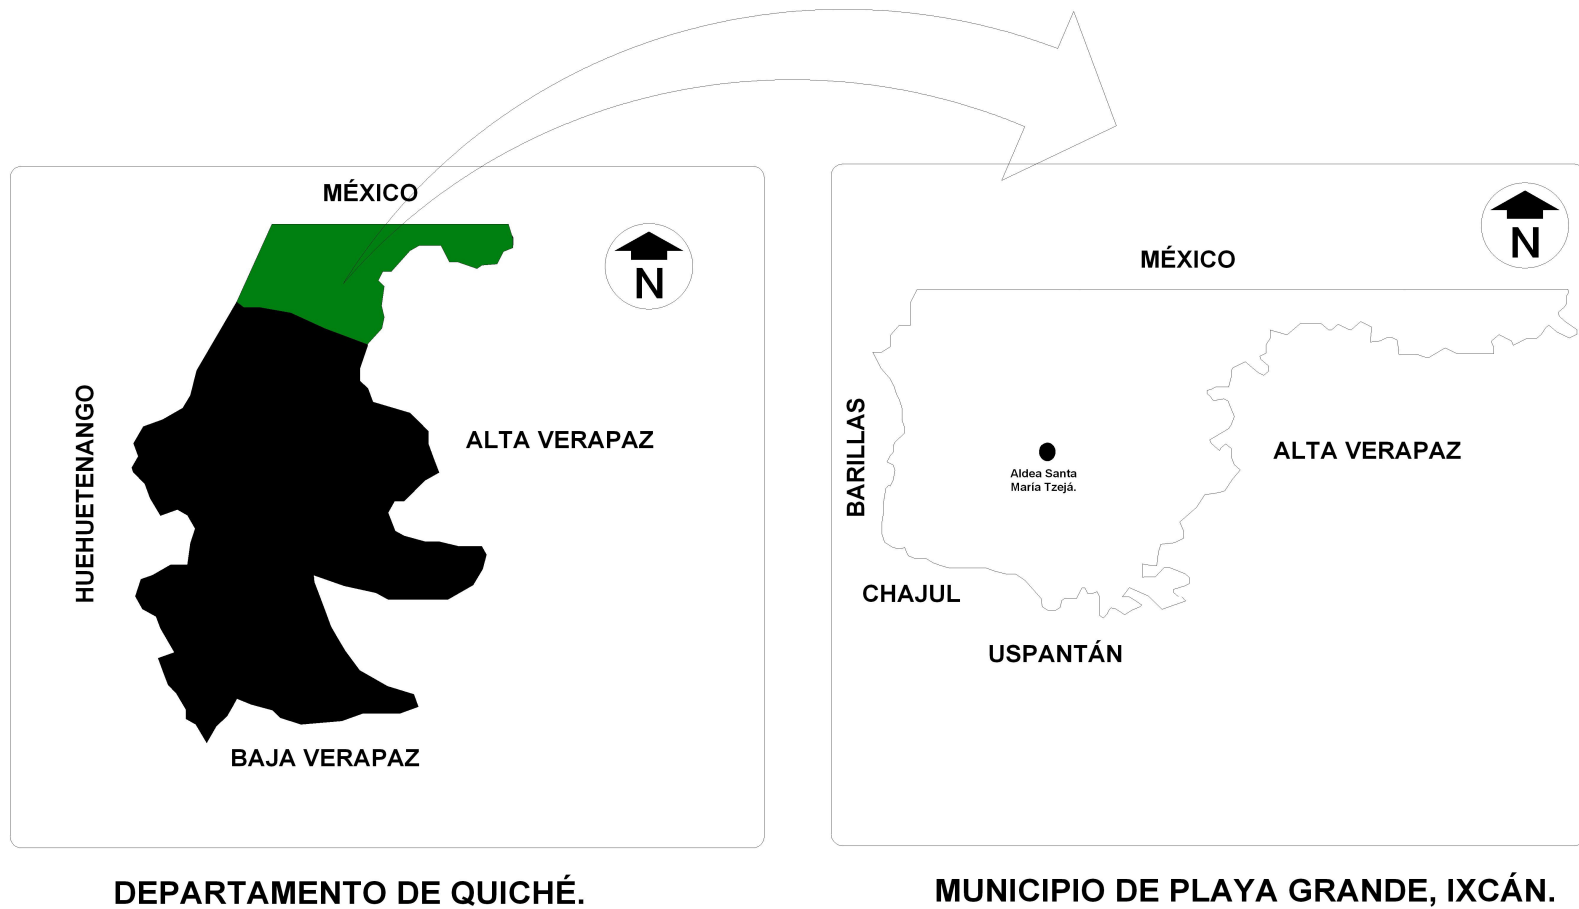 MÉXICO
N
HUEHUETENANGO
ALTA VERAPAZ
BAJA VERAPAZ
DEPARTAMENTO DE QUICHÉ.
N
MÉXICO
BARILLAS
ALTA VERAPAZ
Aldea Santa
María Tzejá.
CHAJUL
USPANTÁN
MUNICIPIO DE PLAYA GRANDE, IXCÁN.